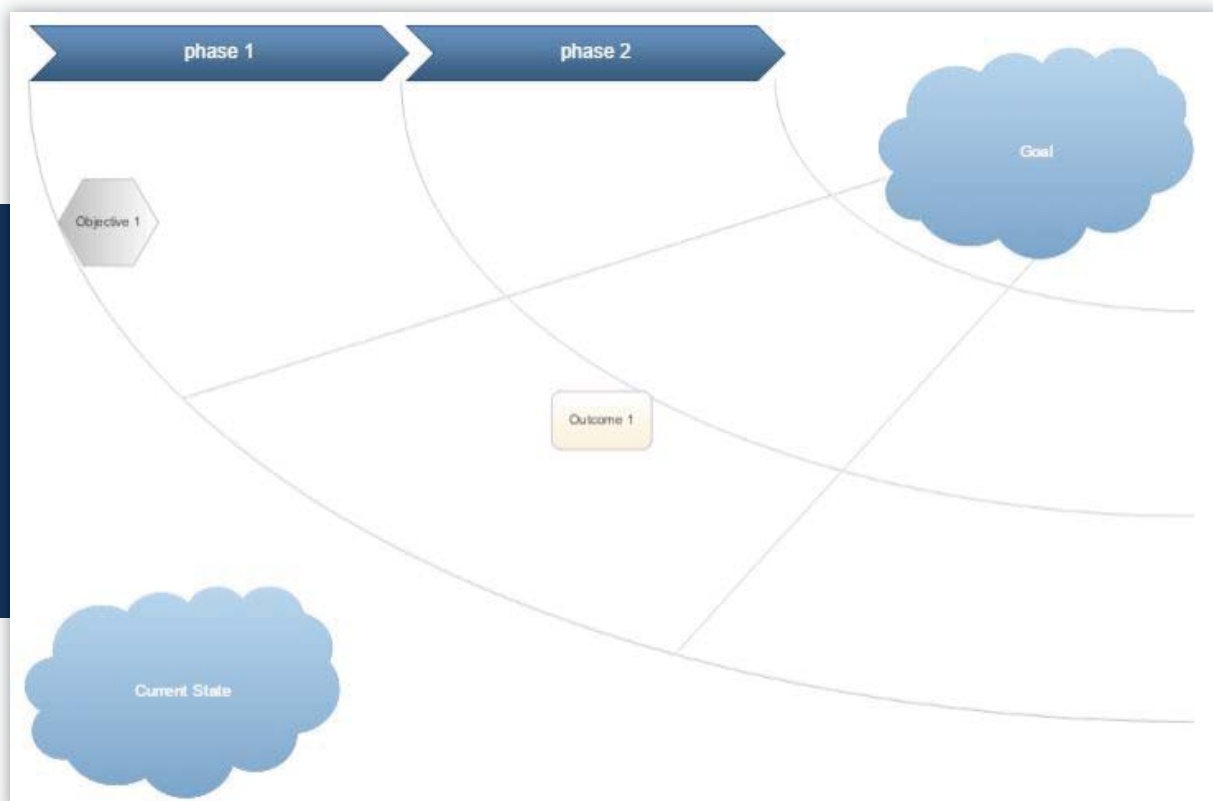 phase 1
phase 2
Goal
Objective 1
Outcome 1
Current State